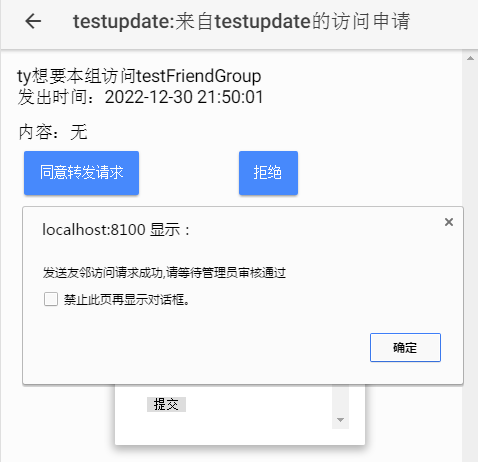 testupdate:来自testupdate的访问申请
ty想要本组访问testFriendGroup
发出时间：2022-12-30 21:50:01
内容：无
同意转发请求
拒绝
localhost:8100 显示：
发送友邻访问请求成功,请等待管理员审核通过
禁止此页再显示对话框。
确定
提交